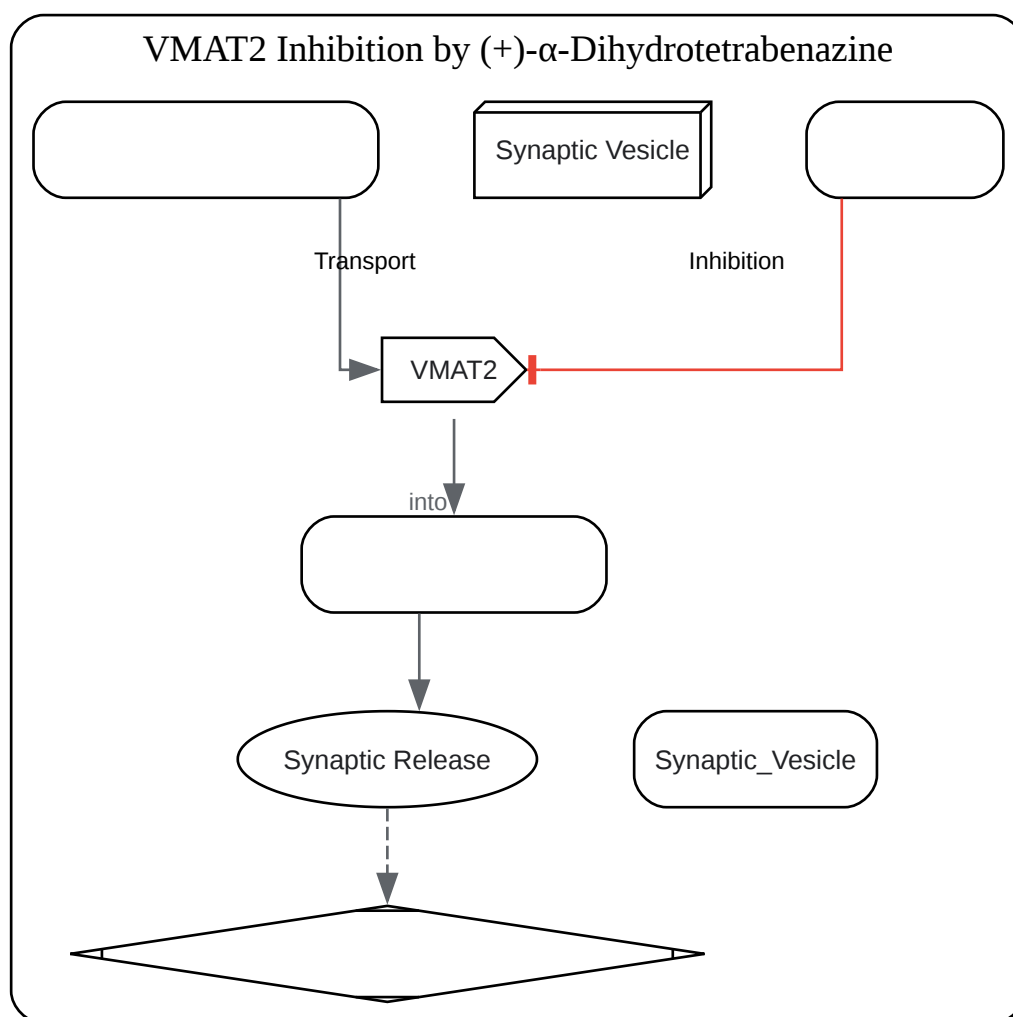 VMAT2 Inhibition by (+)-α-Dihydrotetrabenazine
Synaptic Vesicle
Transport
Inhibition
VMAT2
into
Synaptic Release
Synaptic_Vesicle